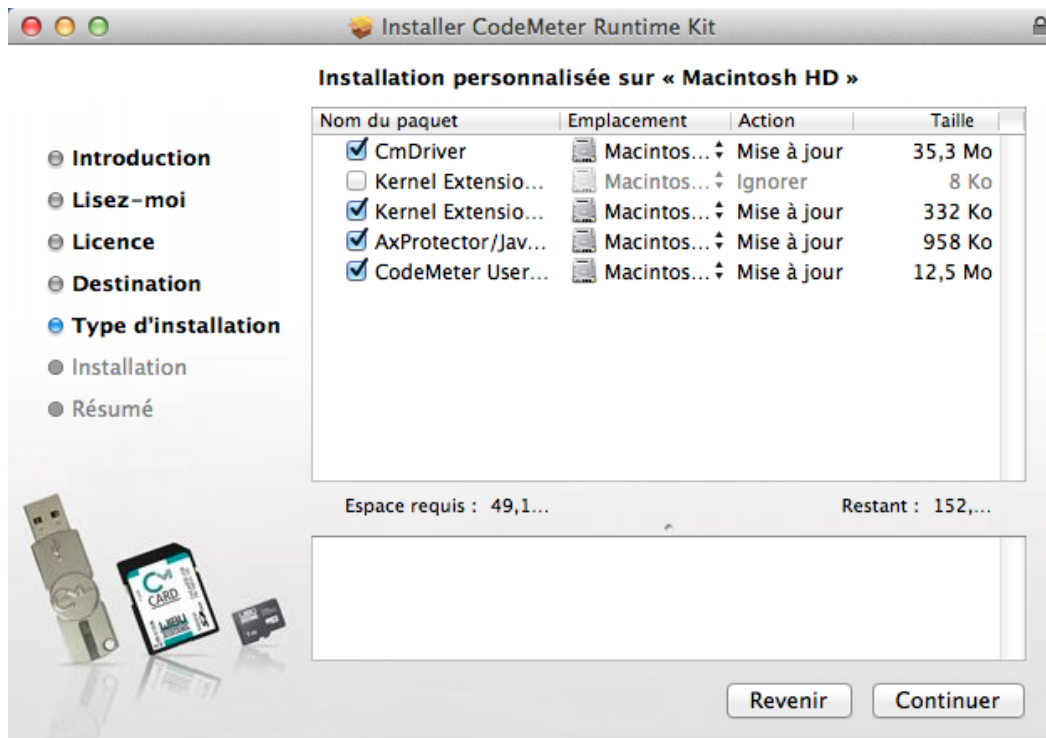 Installer CodeMeter Runtime Kit
Installation personnalisée sur « Macintosh HD »
Introduction
Lisez-moi
Licence
Destination
Type d'installation
Installation
Résumé
Nom du paquet Emplacement Action Taille
CmDriver Macintos... Mise à jour 35,3 Mo
Kernel Extensio... Macintos... Ignorer 8 Ko
Kernel Extensio... Macintos... Mise à jour 332 Ko
AxProtector/Jav... Macintos... Mise à jour 958 Ko
CodeMeter User... Macintos... Mise à jour 12,5 Mo
Espace requis : 49,1... Restant : 152,...
CM
CARD
WIBU
SYSTEMS
Revenir Continuer